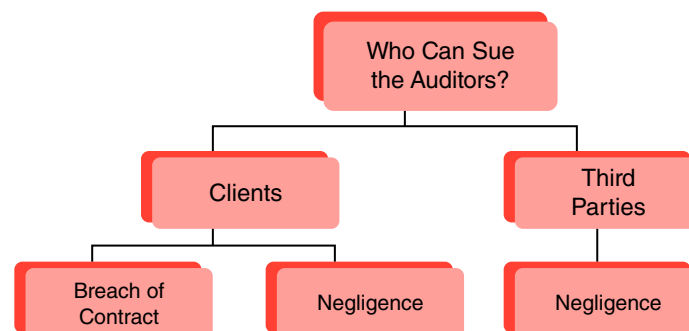 Who Can Sue
the Auditors?
Clients
Third
Parties
Breach of
Contract
Negligence
Negligence